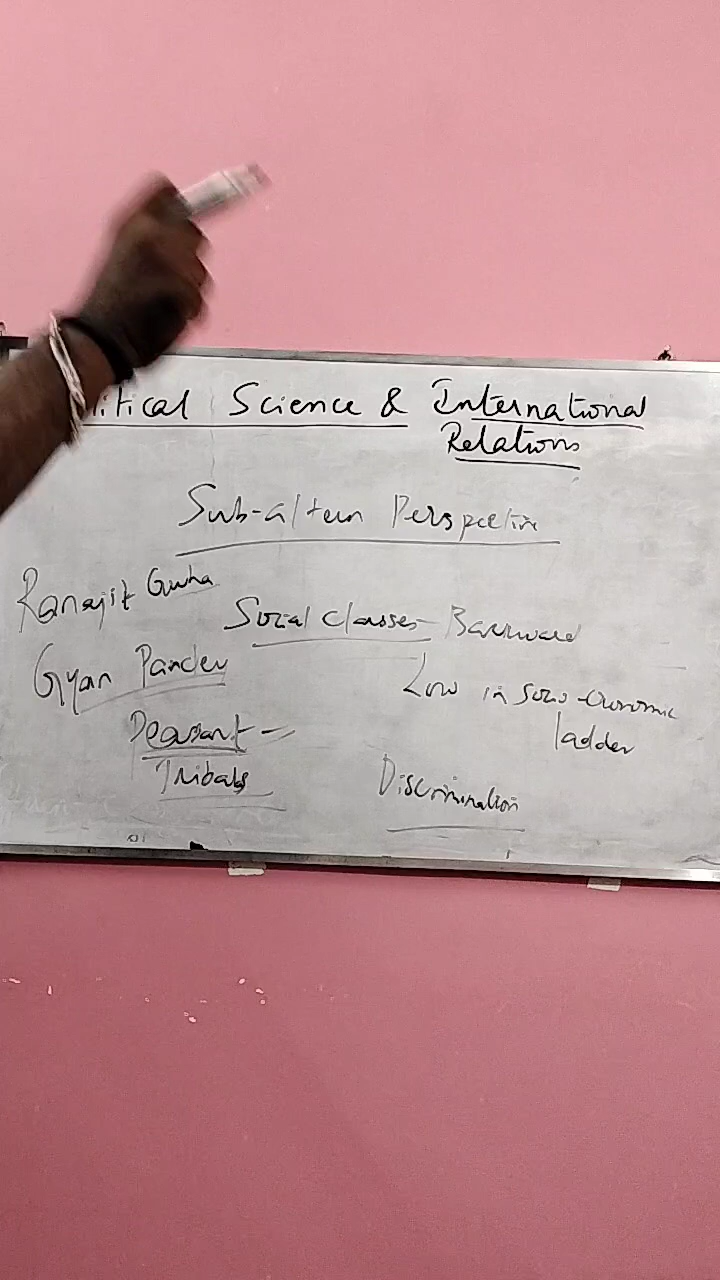 litical Science & International
Relations
Sub-altern Perspective
Ranajit Guha
Social classes - Backward
Gyan Pandey
Low in socio-economic
ladder
Peasant -
Tribals
Discrimination